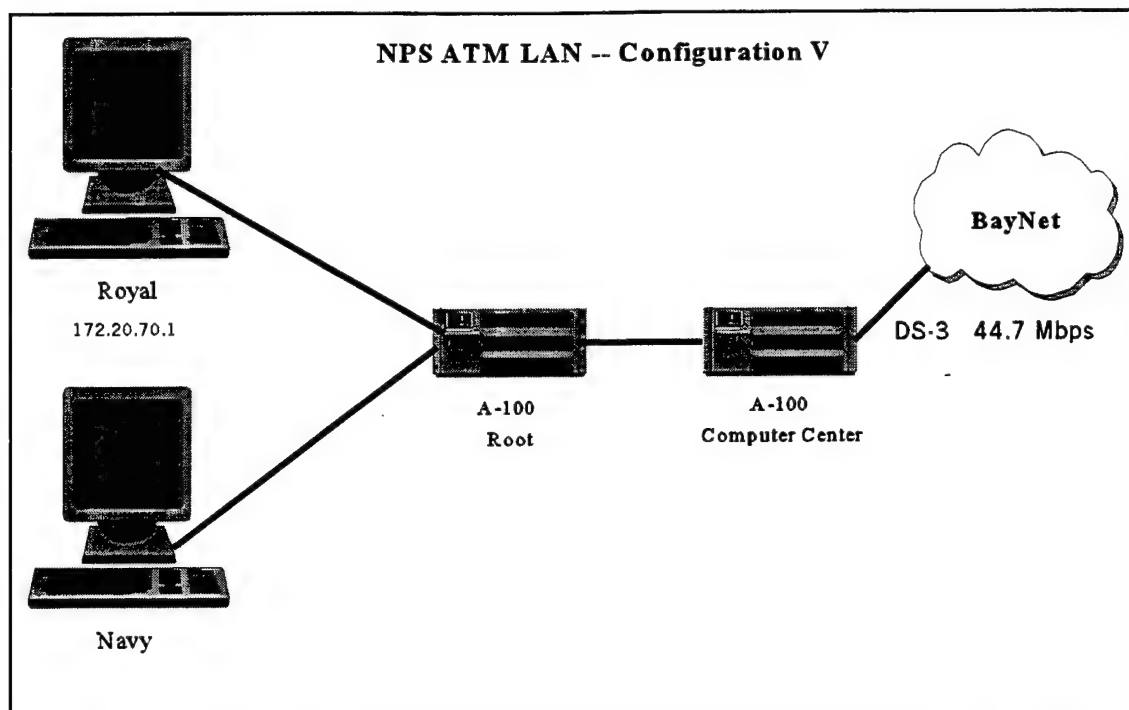 NPS ATM LAN -- Configuration V
Royal
172.20.70.1
Navy
A-100
Root
A-100
Computer Center
BayNet
DS-3 44.7 Mbps